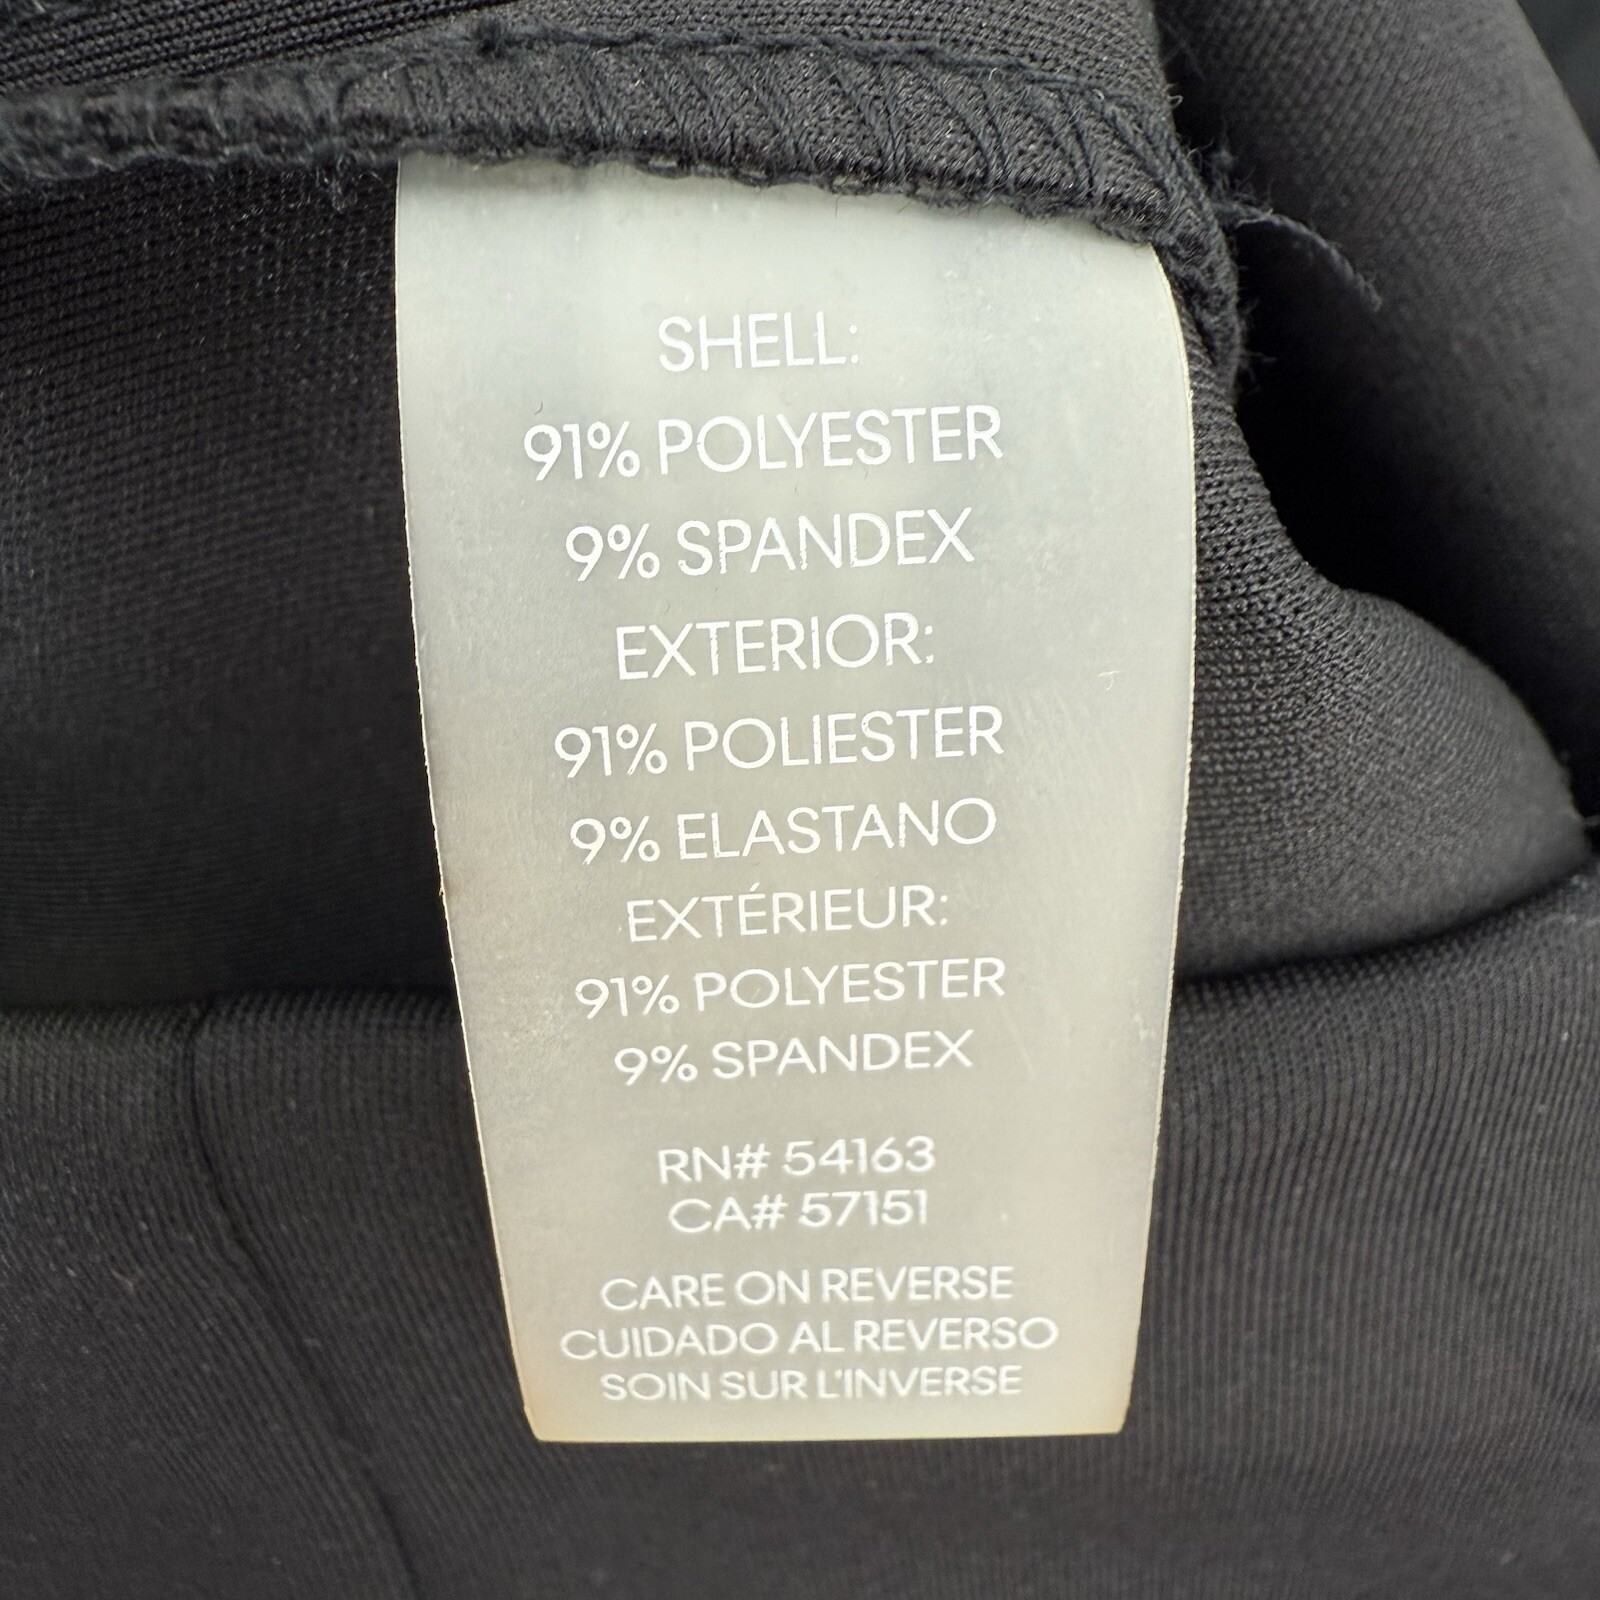 SHELL:
91% POLYESTER
9% SPANDEX
EXTERIOR:
91% POLIESTER
9% ELASTANO
EXTÉRIEUR:
91% POLYESTER
9% SPANDEX
RN# 54163
CA# 57151
CARE ON REVERSE
CUIDADO AL REVERSO
SOIN SUR L'INVERSE